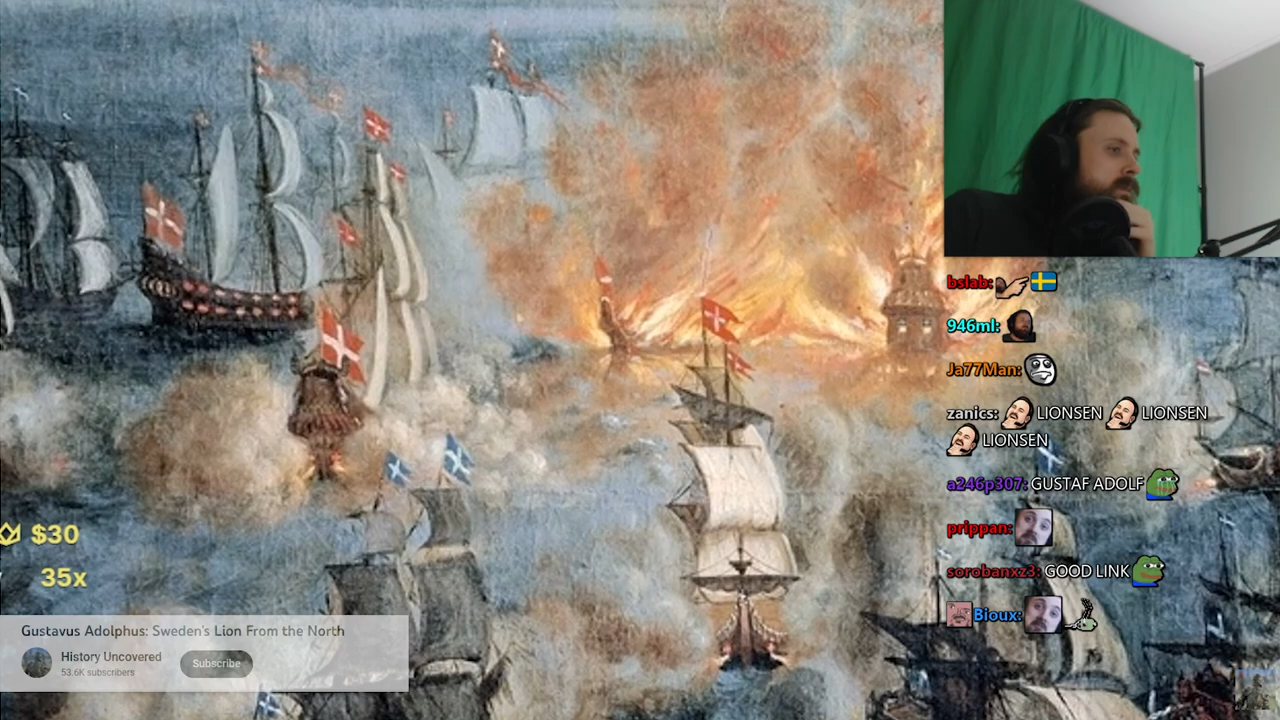 bslab:
946ml:
Ja77Man:
zanics: LIONSEN LIONSEN
LIONSEN
a246p307: GUSTAF ADOLF
prippan:
sorobanxz3: GOOD LINK
Bioux:
$30
35x
Gustavus Adolphus: Sweden's Lion From the North
History Uncovered
53.6K subscribers
Subscribe